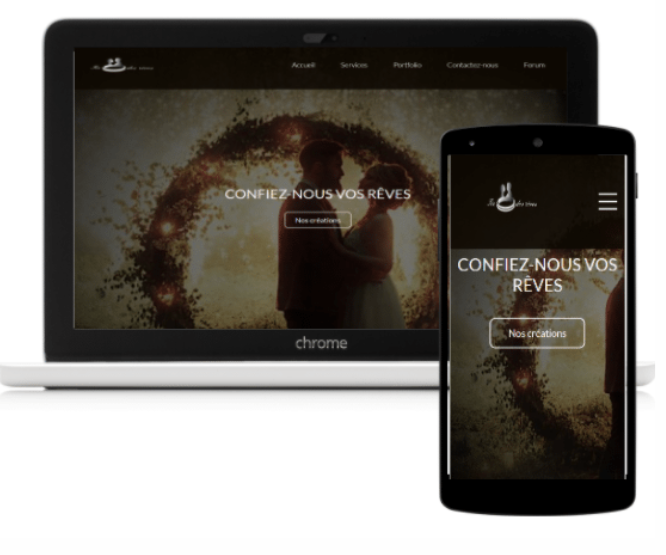 Accueil Services Portfolio Contactez-nous Forum
CONFIEZ-NOUS VOS RÊVES
Nos créations
chrome
CONFIEZ-NOUS VOS
RÊVES
Nos créations